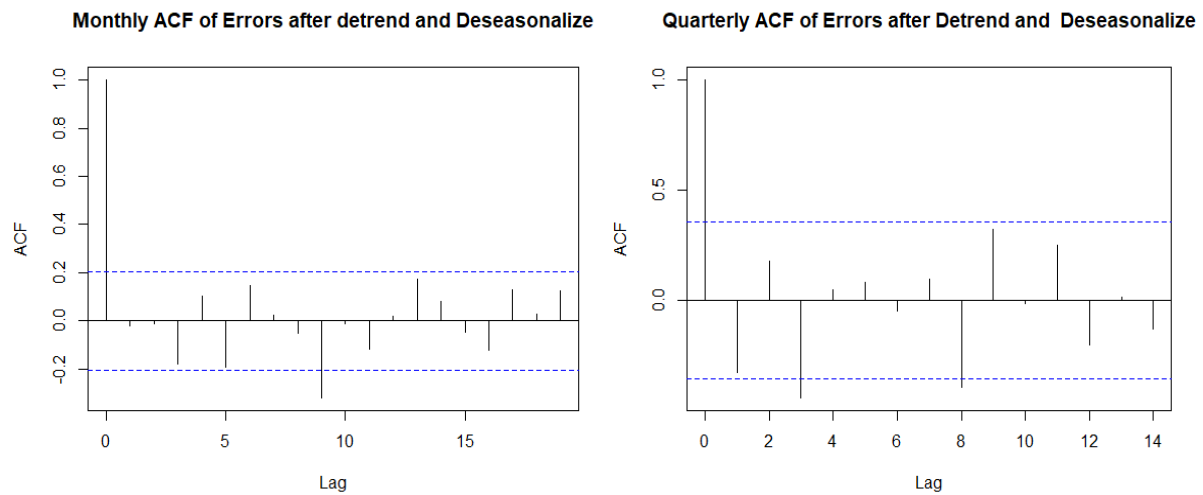 Monthly ACF of Errors after detrend and Deseasonalize
ACF
1.0
0.8
0.6
0.4
0.2
0.0
-0.2
0 5 10 15
Lag
Quarterly ACF of Errors after Detrend and Deseasonalize
ACF
1.0
0.5
0.0
0 2 4 6 8 10 12 14
Lag